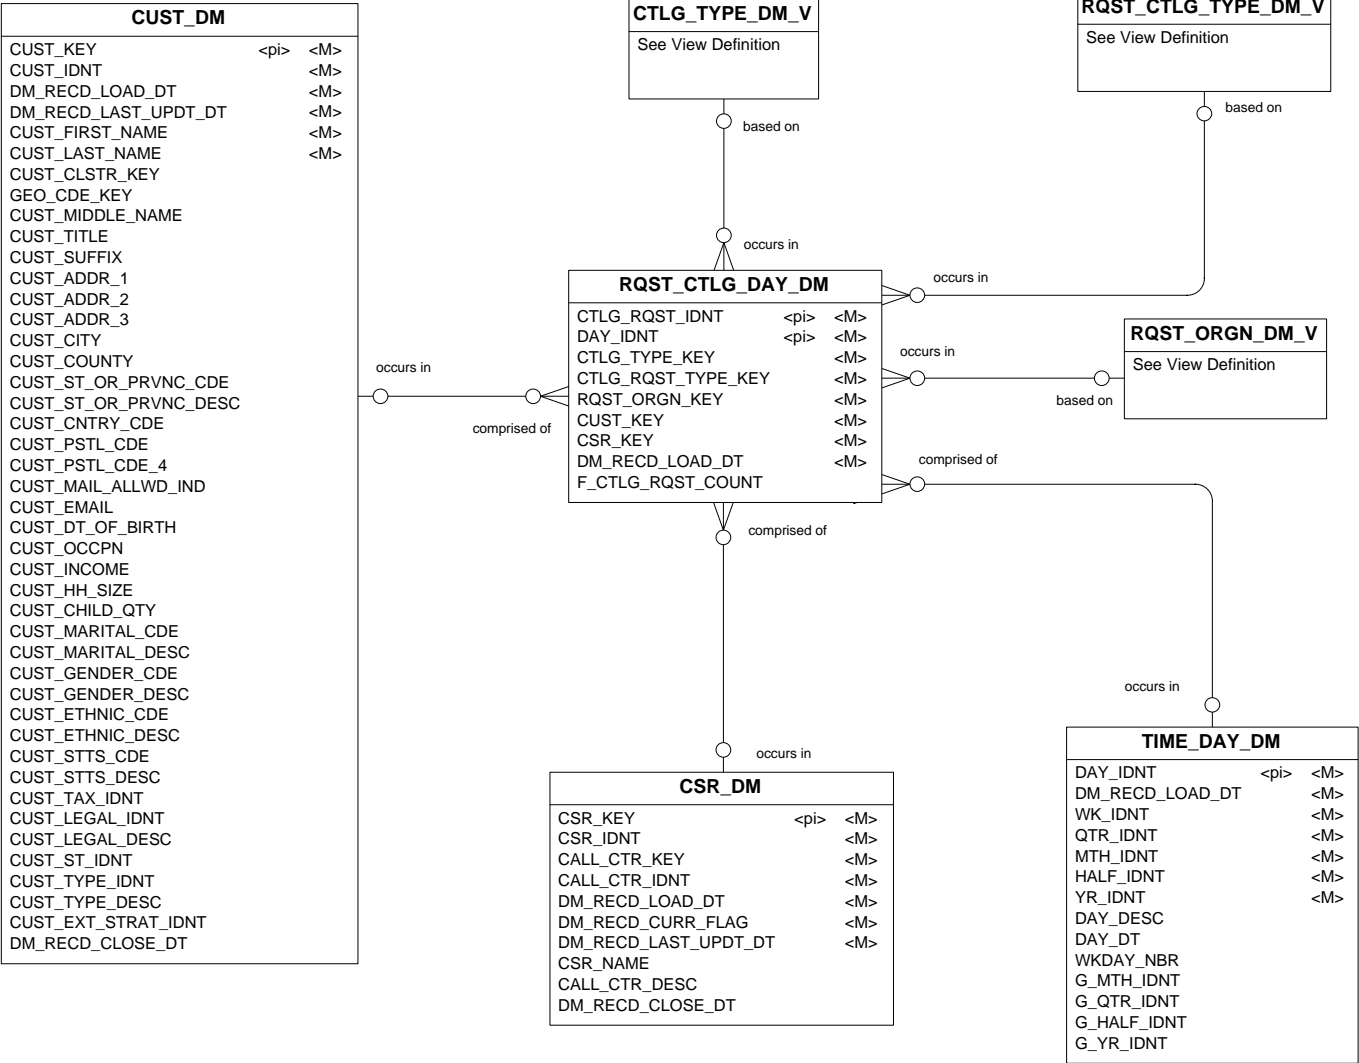 CUST_DM
CUST_KEY <pi> <M>
CUST_IDNT <M>
DM_RECD_LOAD_DT <M>
DM_RECD_LAST_UPDT_DT <M>
CUST_FIRST_NAME <M>
CUST_LAST_NAME <M>
CUST_CLSTR_KEY
GEO_CDE_KEY
CUST_MIDDLE_NAME
CUST_TITLE
CUST_SUFFIX
CUST_ADDR_1
CUST_ADDR_2
CUST_ADDR_3
CUST_CITY
CUST_COUNTY
CUST_ST_OR_PRVNC_CDE
CUST_ST_OR_PRVNC_DESC
CUST_CNTRY_CDE
CUST_PSTL_CDE
CUST_PSTL_CDE_4
CUST_MAIL_ALLWD_IND
CUST_EMAIL
CUST_DT_OF_BIRTH
CUST_OCCPN
CUST_INCOME
CUST_HH_SIZE
CUST_CHILD_QTY
CUST_MARITAL_CDE
CUST_MARITAL_DESC
CUST_GENDER_CDE
CUST_GENDER_DESC
CUST_ETHNIC_CDE
CUST_ETHNIC_DESC
CUST_STTS_CDE
CUST_STTS_DESC
CUST_TAX_IDNT
CUST_LEGAL_IDNT
CUST_LEGAL_DESC
CUST_ST_IDNT
CUST_TYPE_IDNT
CUST_TYPE_DESC
CUST_EXT_STRAT_IDNT
DM_RECD_CLOSE_DT
occurs in
comprised of
CTLG_TYPE_DM_V
See View Definition
based on
occurs in
RQST_CTLG_TYPE_DM_V
See View Definition
based on
occurs in
RQST_CTLG_DAY_DM
CTLG_RQST_IDNT <pi> <M>
DAY_IDNT <pi> <M>
CTLG_TYPE_KEY <M>
CTLG_RQST_TYPE_KEY <M>
RQST_ORGN_KEY <M>
CUST_KEY <M>
CSR_KEY <M>
DM_RECD_LOAD_DT <M>
F_CTLG_RQST_COUNT
RQST_ORGN_DM_V
See View Definition
occurs in
based on
comprised of
occurs in
comprised of
occurs in
CSR_DM
CSR_KEY <pi> <M>
CSR_IDNT <M>
CALL_CTR_KEY <M>
CALL_CTR_IDNT <M>
DM_RECD_LOAD_DT <M>
DM_RECD_CURR_FLAG <M>
DM_RECD_LAST_UPDT_DT <M>
CSR_NAME
CALL_CTR_DESC
DM_RECD_CLOSE_DT
TIME_DAY_DM
DAY_IDNT <pi> <M>
DM_RECD_LOAD_DT <M>
WK_IDNT <M>
QTR_IDNT <M>
MTH_IDNT <M>
HALF_IDNT <M>
YR_IDNT <M>
DAY_DESC
DAY_DT
WKDAY_NBR
G_MTH_IDNT
G_QTR_IDNT
G_HALF_IDNT
G_YR_IDNT